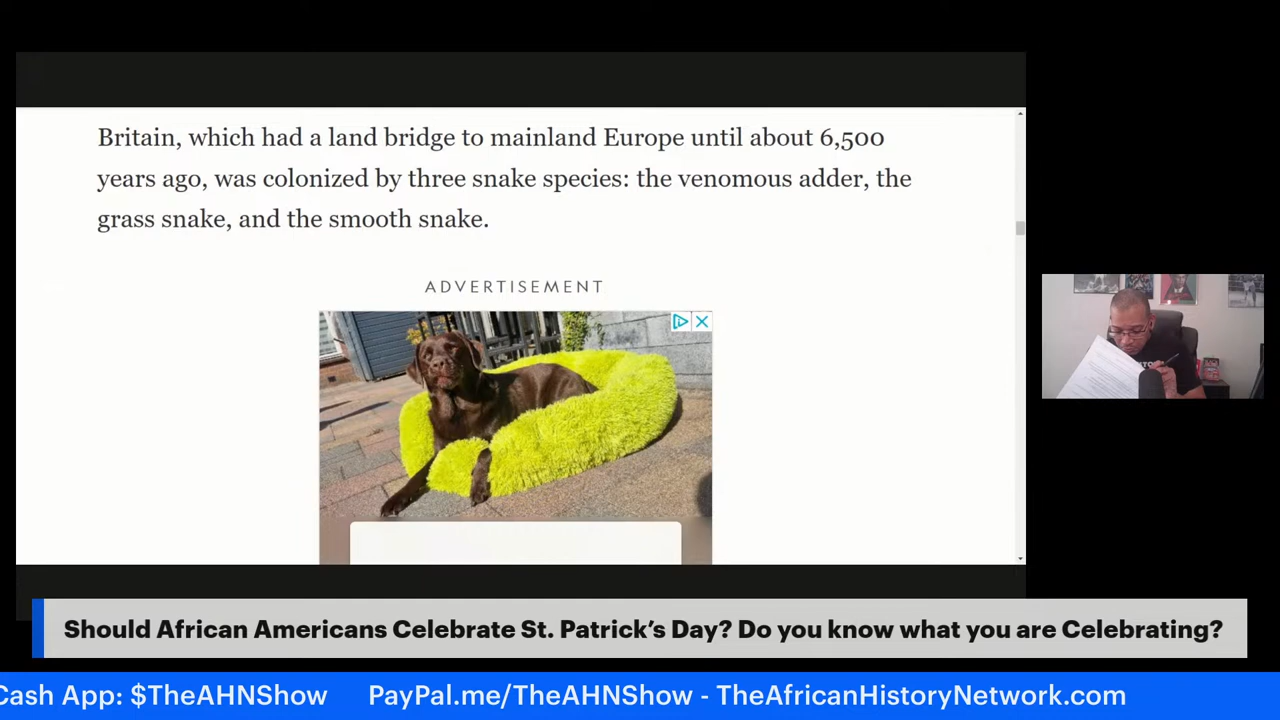 Britain, which had a land bridge to mainland Europe until about 6,500
years ago, was colonized by three snake species: the venomous adder, the
grass snake, and the smooth snake.
ADVERTISEMENT
Should African Americans Celebrate St. Patrick's Day? Do you know what you are Celebrating?
Cash App: $TheAHNShow PayPal.me/TheAHNShow - TheAfricanHistoryNetwork.com